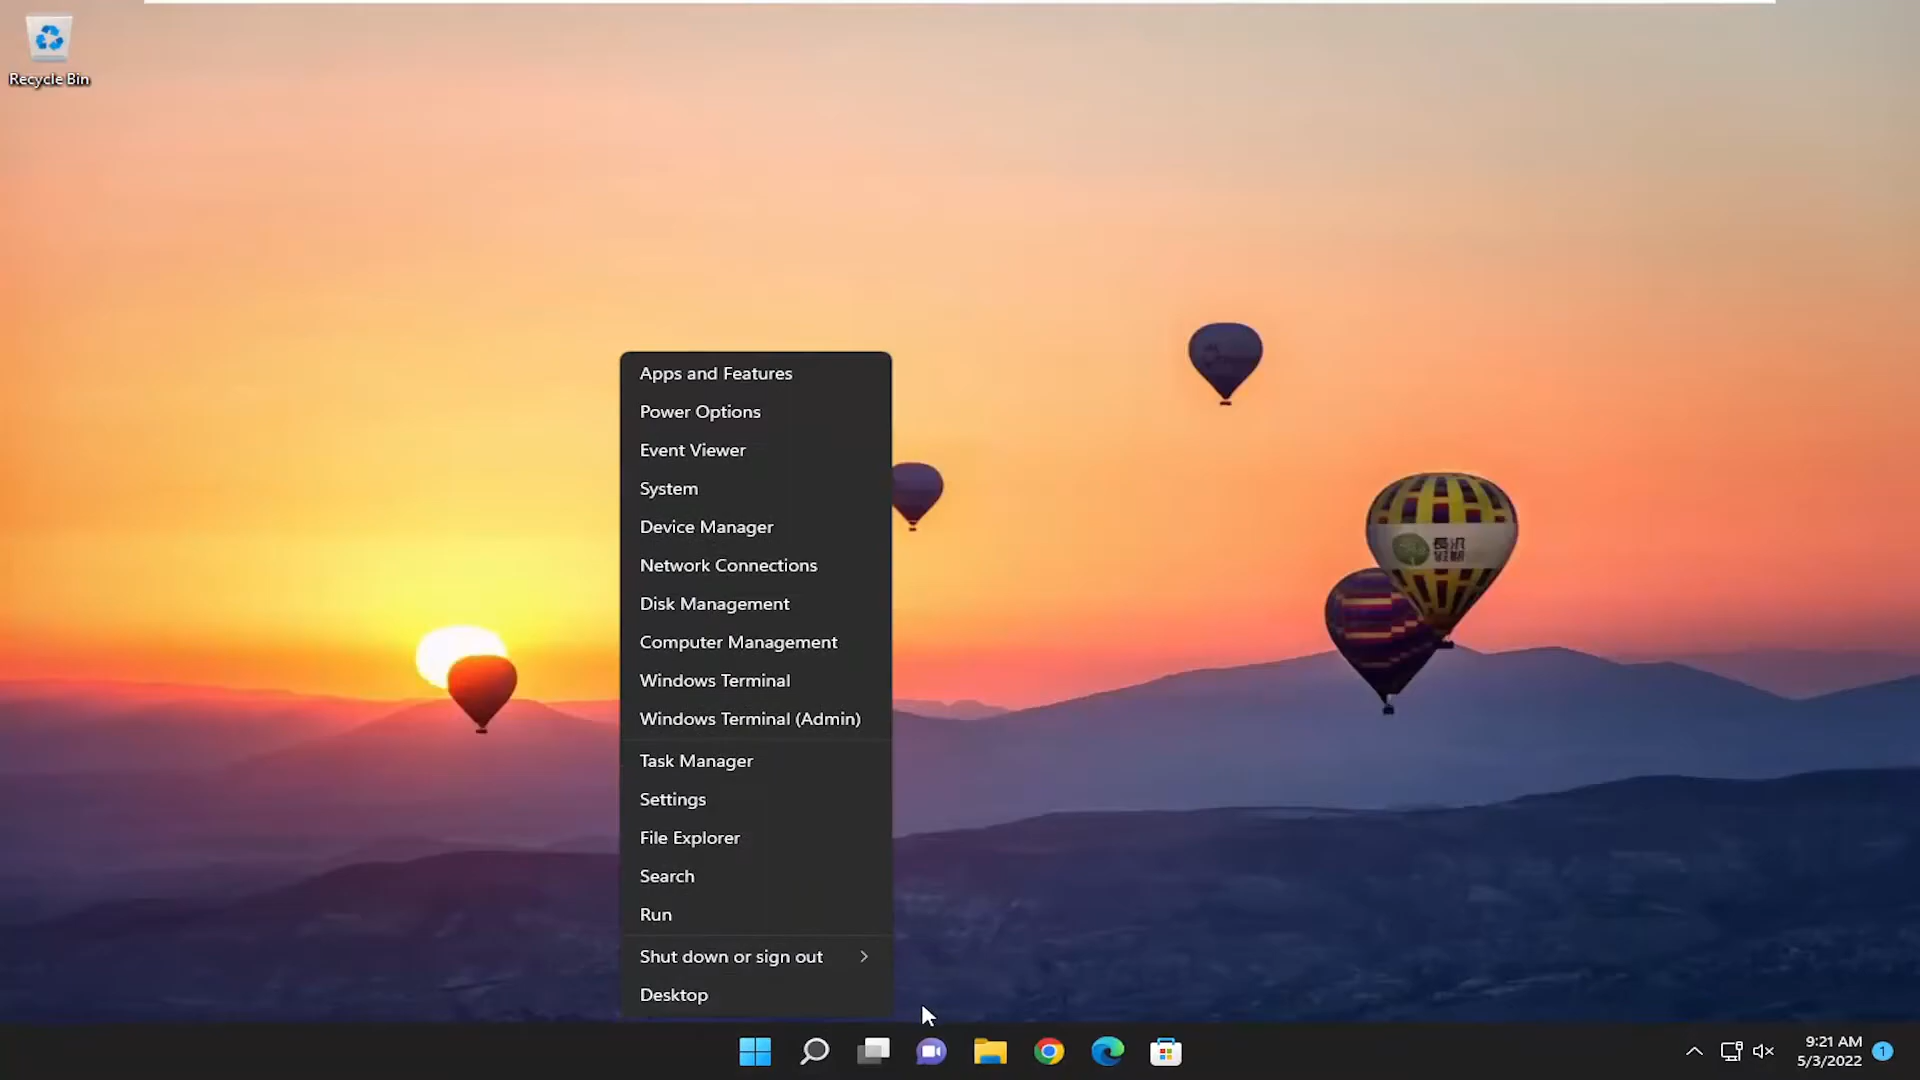 Recycle Bin
Apps and Features
Power Options
Event Viewer
System
Device Manager
Network Connections
Disk Management
Computer Management
Windows Terminal
Windows Terminal (Admin)
Task Manager
Settings
File Explorer
Search
Run
Shut down or sign out
Desktop
9:21 AM
5/3/2022
1